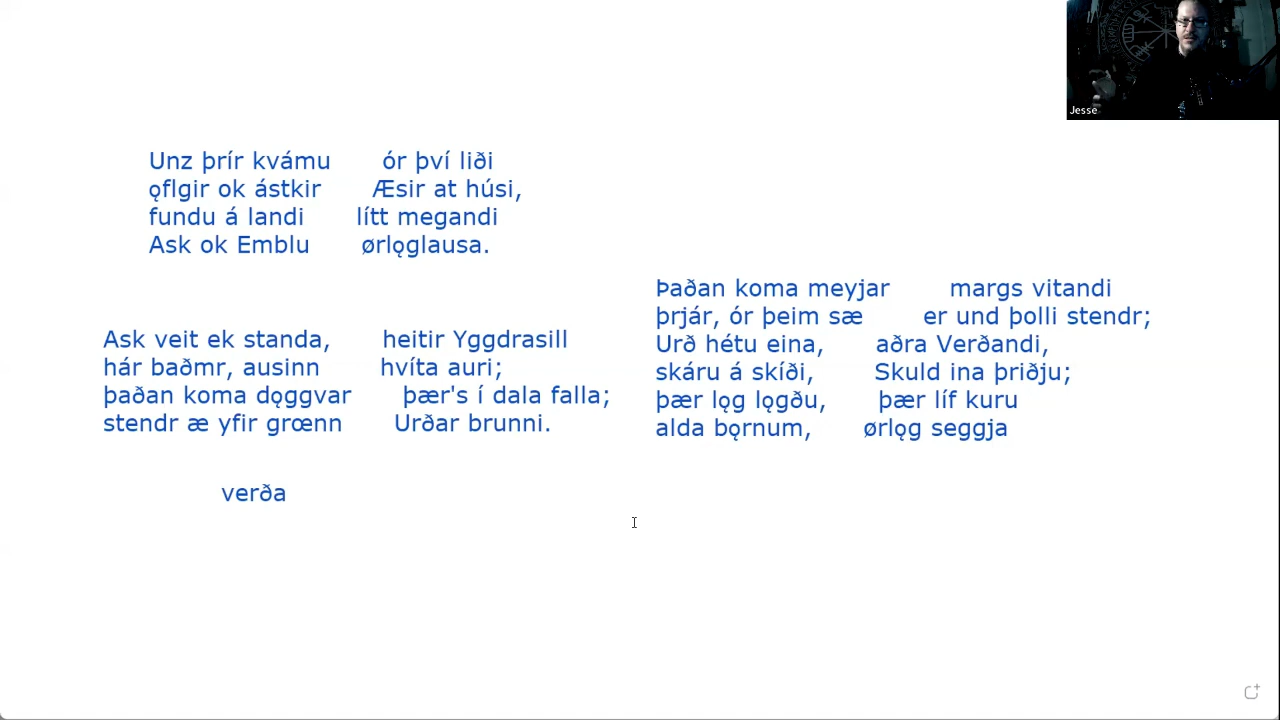 Jesse
Unz þrír kvámu ór því liði
ǫflgir ok ástkir Æsir at húsi,
fundu á landi lítt megandi
Ask ok Emblu ørlǫglausa.
Ask veit ek standa, heitir Yggdrasill
hár baðmr, ausinn hvíta auri;
þaðan koma dǫggvar þær's í dala falla;
stendr æ yfir grœnn Urðar brunni.
verða
Þaðan koma meyjar margs vitandi
þrjár, ór þeim sæ er und þolli stendr;
Urð hétu eina, aðra Verðandi,
skáru á skíði, Skuld ina þriðju;
þær lǫg lǫgðu, þær líf kuru
alda bǫrnum, ørlǫg seggja